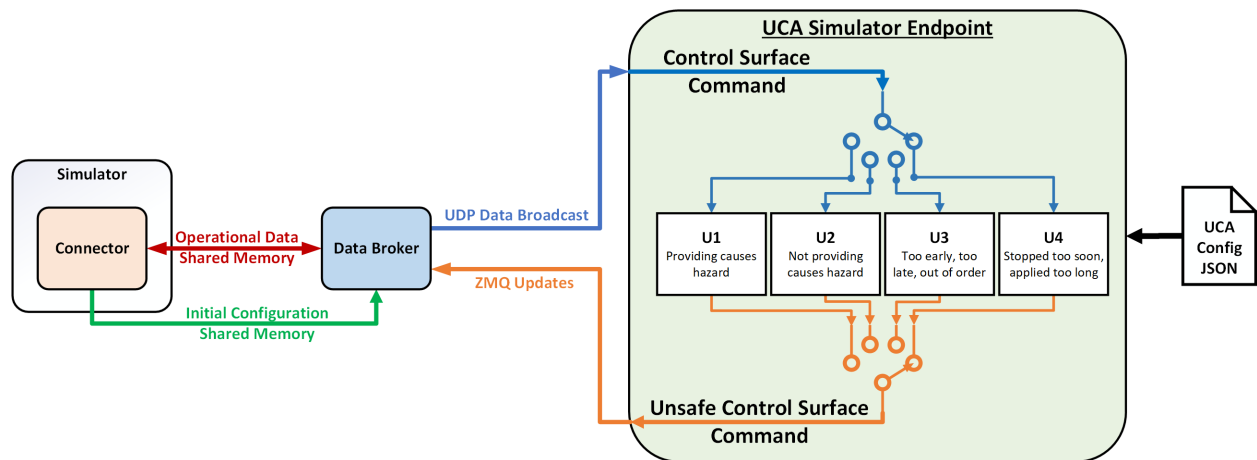 UCA Simulator Endpoint
Control Surface
Command
Simulator
Connector
Operational Data
Shared Memory
Data Broker
UDP Data Broadcast
ZMQ Updates
Initial Configuration
Shared Memory
U1
Providing causes
hazard
U2
Not providing
causes hazard
U3
Too early, too
late, out of order
U4
Stopped too soon,
applied too long
UCA
Config
JSON
Unsafe Control Surface
Command